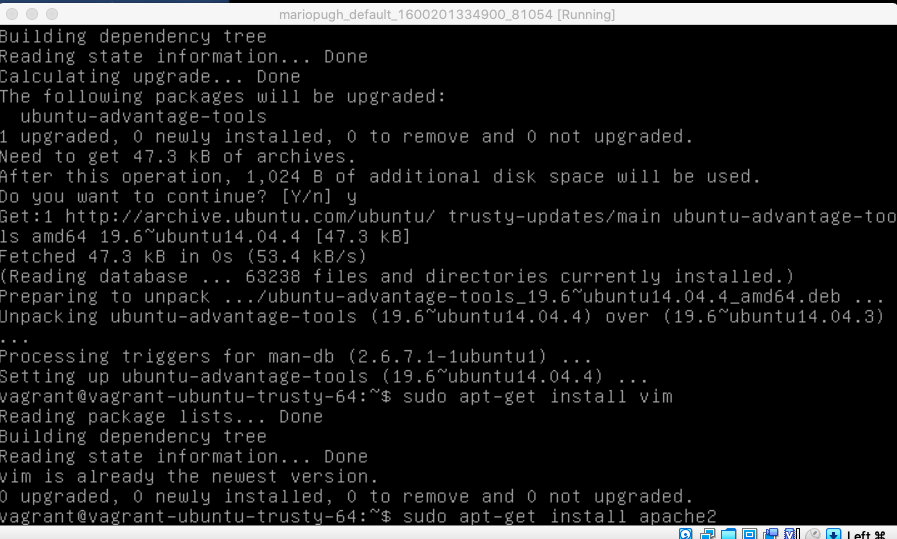 mariopugh_default_1600201334900_81054 [Running]
Building dependency tree
Reading state information... Done
Calculating upgrade... Done
The following packages will be upgraded:
  ubuntu-advantage-tools
1 upgraded, 0 newly installed, 0 to remove and 0 not upgraded.
Need to get 47.3 kB of archives.
After this operation, 1,024 B of additional disk space will be used.
Do you want to continue? [Y/n] y
Get:1 http://archive.ubuntu.com/ubuntu/ trusty-updates/main ubuntu-advantage-too
ls amd64 19.6~ubuntu14.04.4 [47.3 kB]
Fetched 47.3 kB in 0s (53.4 kB/s)
(Reading database ... 63238 files and directories currently installed.)
Preparing to unpack .../ubuntu-advantage-tools_19.6~ubuntu14.04.4_amd64.deb ...
Unpacking ubuntu-advantage-tools (19.6~ubuntu14.04.4) over (19.6~ubuntu14.04.3)
...
Processing triggers for man-db (2.6.7.1-1ubuntu1) ...
Setting up ubuntu-advantage-tools (19.6~ubuntu14.04.4) ...
vagrant@vagrant-ubuntu-trusty-64:~$ sudo apt-get install vim
Reading package lists... Done
Building dependency tree
Reading state information... Done
vim is already the newest version.
0 upgraded, 0 newly installed, 0 to remove and 0 not upgraded.
vagrant@vagrant-ubuntu-trusty-64:~$ sudo apt-get install apache2
Left ⌘